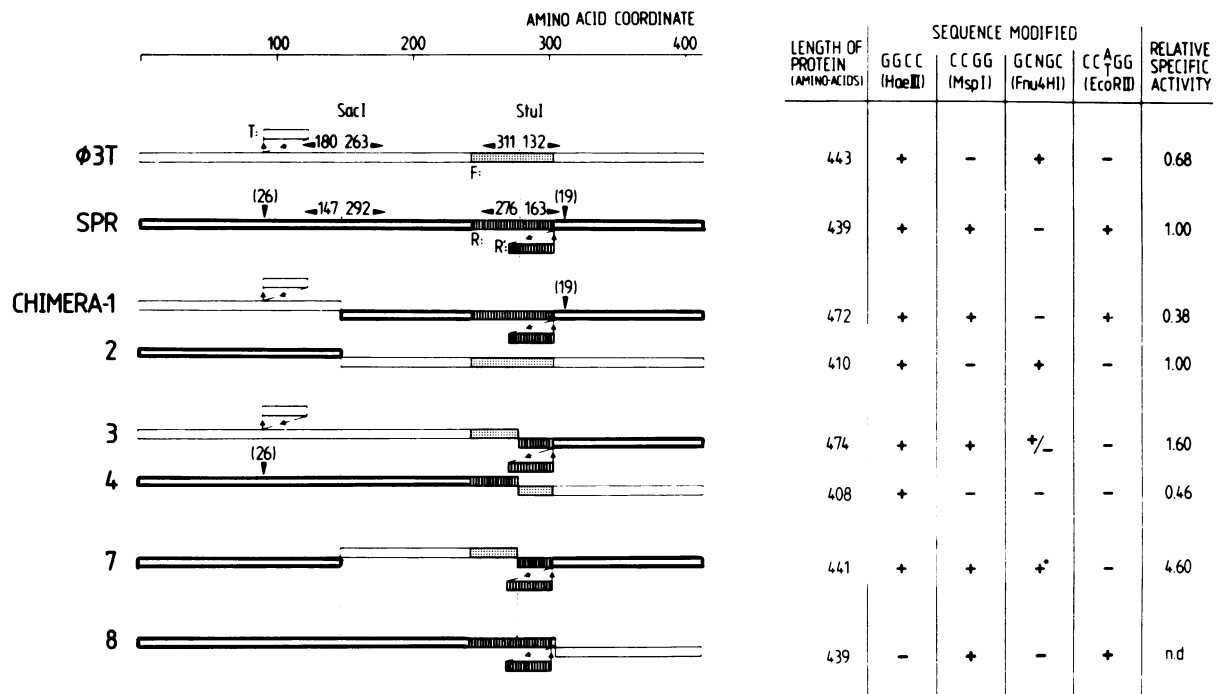 AMINO ACID COORDINATE
100 200 300 400
SacI StuI
T:
180 263 311 132
Φ3T
F:
(26) (19)
147 292 276 163
SPR
R: R':
(19)
CHIMERA-1
2
3
(26)
4
7
8
LENGTH OF PROTEIN (AMINO-ACIDS)
SEQUENCE MODIFIED
GGCC (HaeIII)
CCGG (MspI)
GCNGC (Fnu4HI)
CC A/T GG (EcoRII)
RELATIVE SPECIFIC ACTIVITY
443 + - + - 0.68
439 + + - + 1.00
472 + + - + 0.38
410 + - + - 1.00
474 + + +/- - 1.60
408 + - - - 0.46
441 + + +* - 4.60
439 - + - + n.d